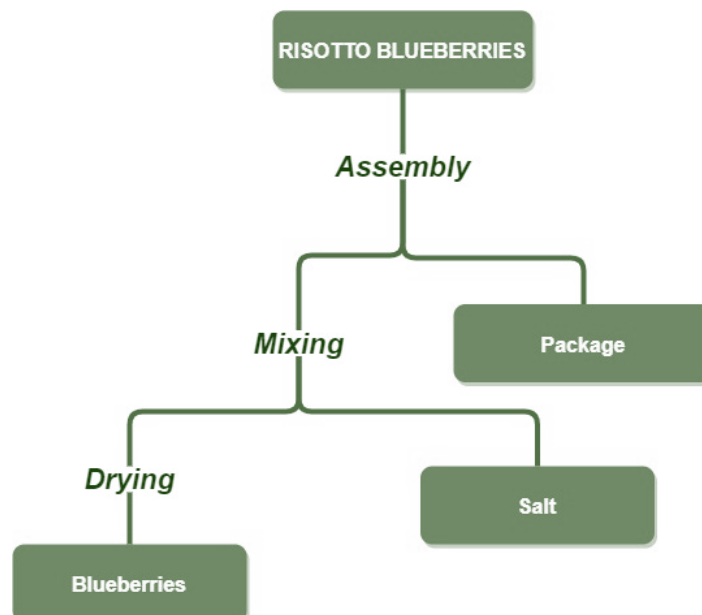 RISOTTO BLUEBERRIES
Assembly
Mixing
Package
Drying
Salt
Blueberries